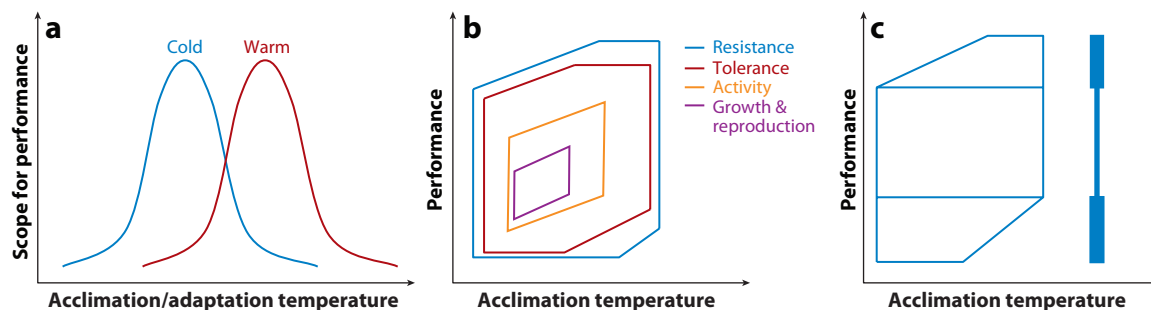 a
Cold
Warm
Scope for performance
Acclimation/adaptation temperature
b
Resistance
Tolerance
Activity
Growth &
reproduction
Performance
Acclimation temperature
c
Performance
Acclimation temperature